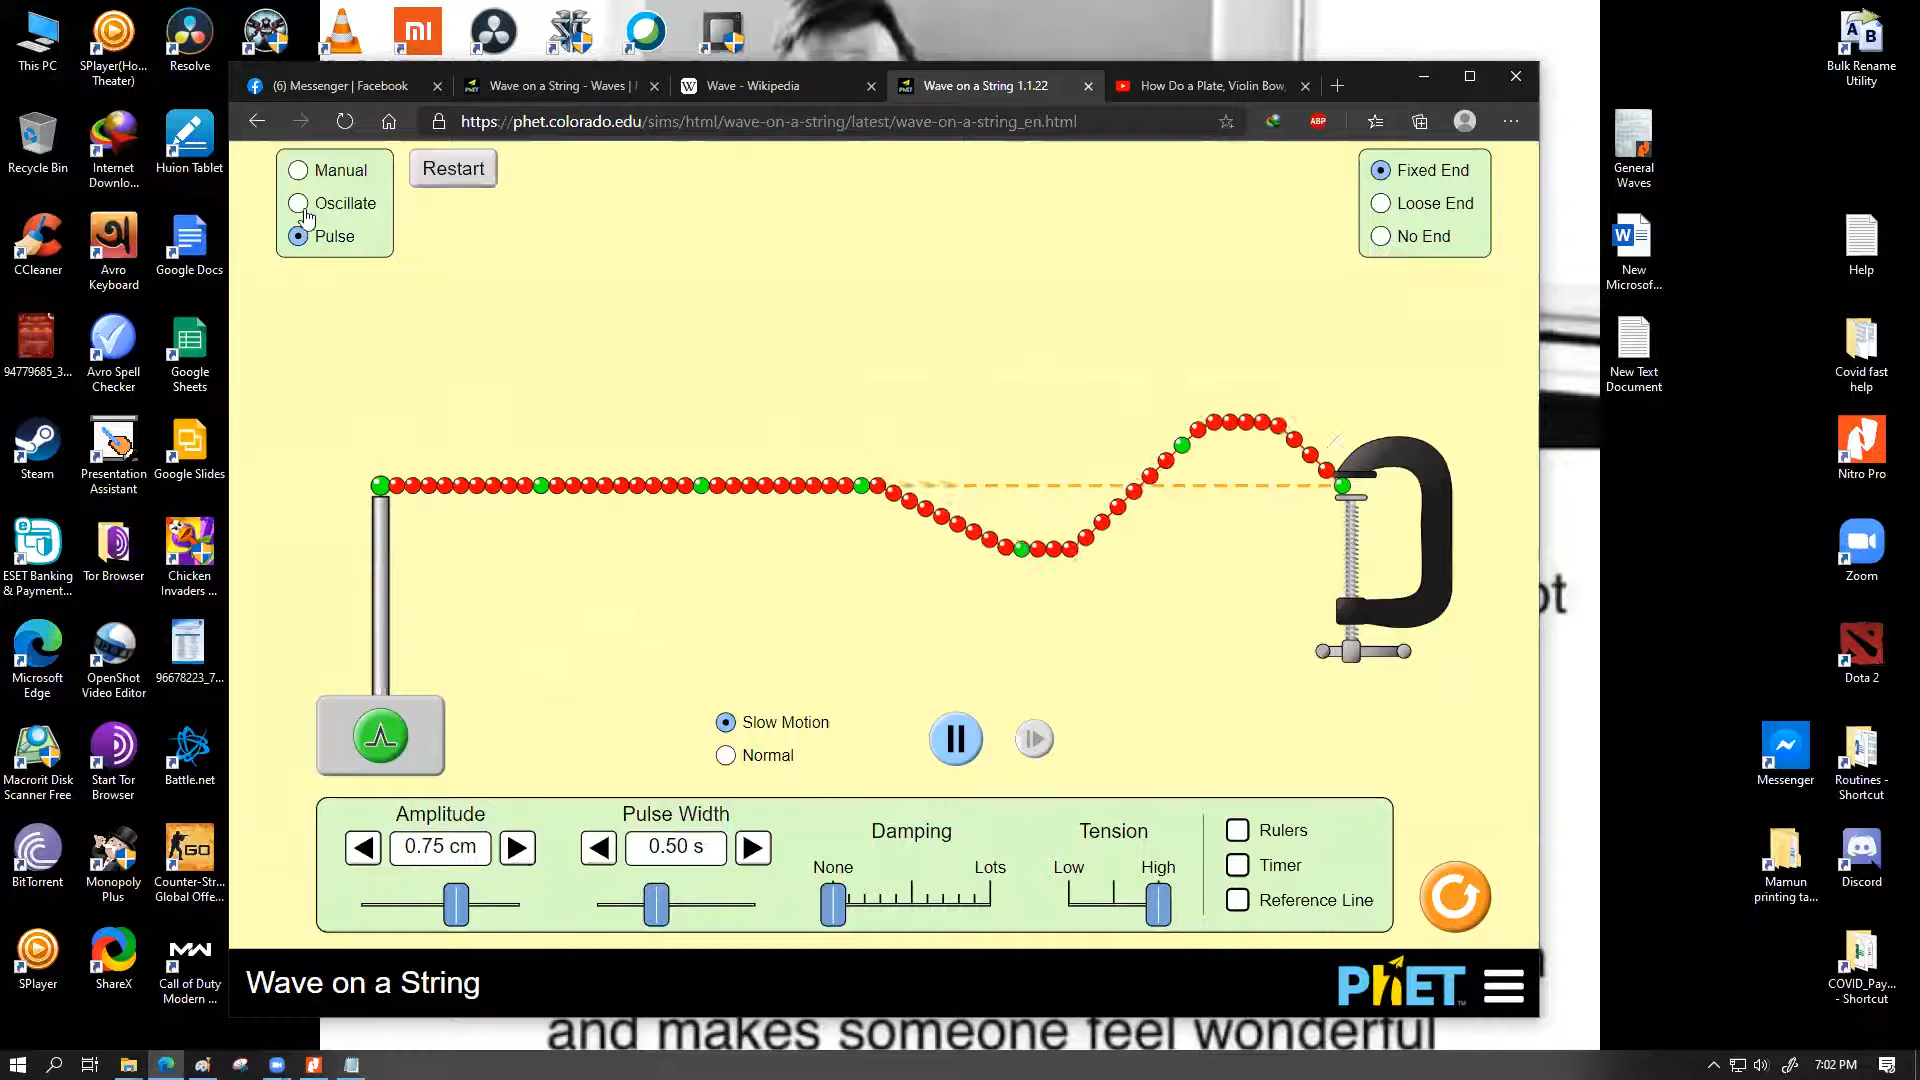 This PC
SPlayer(Ho...
Theater)
Resolve
Bulk Rename
Utility
(6) Messenger | Facebook
Wave on a String - Waves |
Wave - Wikipedia
Wave on a String 1.1.22
How Do a Plate, Violin Bow,
https://phet.colorado.edu/sims/html/wave-on-a-string/latest/wave-on-a-string_en.html
ABP
Recycle Bin
Internet
Downlo...
Huion Tablet
General
Waves
Manual
Oscillate
Pulse
Restart
Fixed End
Loose End
No End
CCleaner
Avro
Keyboard
Google Docs
New
Microsof...
Help
94779685_3...
Avro Spell
Checker
Google
Sheets
New Text
Document
Covid fast
help
Steam
Presentation
Assistant
Google Slides
Nitro Pro
ESET Banking
& Payment...
Tor Browser
Chicken
Invaders ...
Zoom
ot
Microsoft
Edge
OpenShot
Video Editor
96678223_7...
Dota 2
Slow Motion
Normal
Macrorit Disk
Scanner Free
Start Tor
Browser
Battle.net
Messenger
Routines -
Shortcut
Amplitude
0.75 cm
Pulse Width
0.50 s
Damping
None
Lots
Tension
Low
High
Rulers
Timer
Reference Line
BitTorrent
Monopoly
Plus
Counter-Str...
Global Offe...
Mamun
printing ta...
Discord
SPlayer
ShareX
Call of Duty
Modern ...
COVID_Pay...
- Shortcut
Wave on a String
PhET
and makes someone feel wonderful
7:02 PM